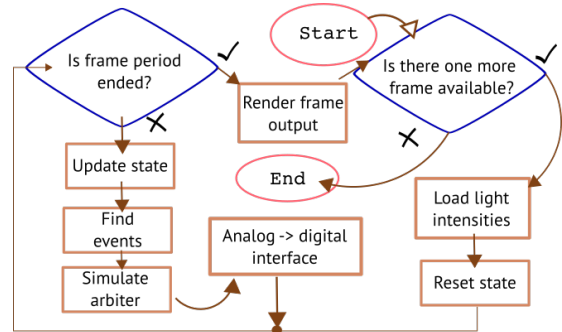 Start
Is frame period
ended?
Is there one more
frame available?
Render frame
output
Update state
End
Load light
intensities
Find
events
Analog -> digital
interface
Simulate
arbiter
Reset state